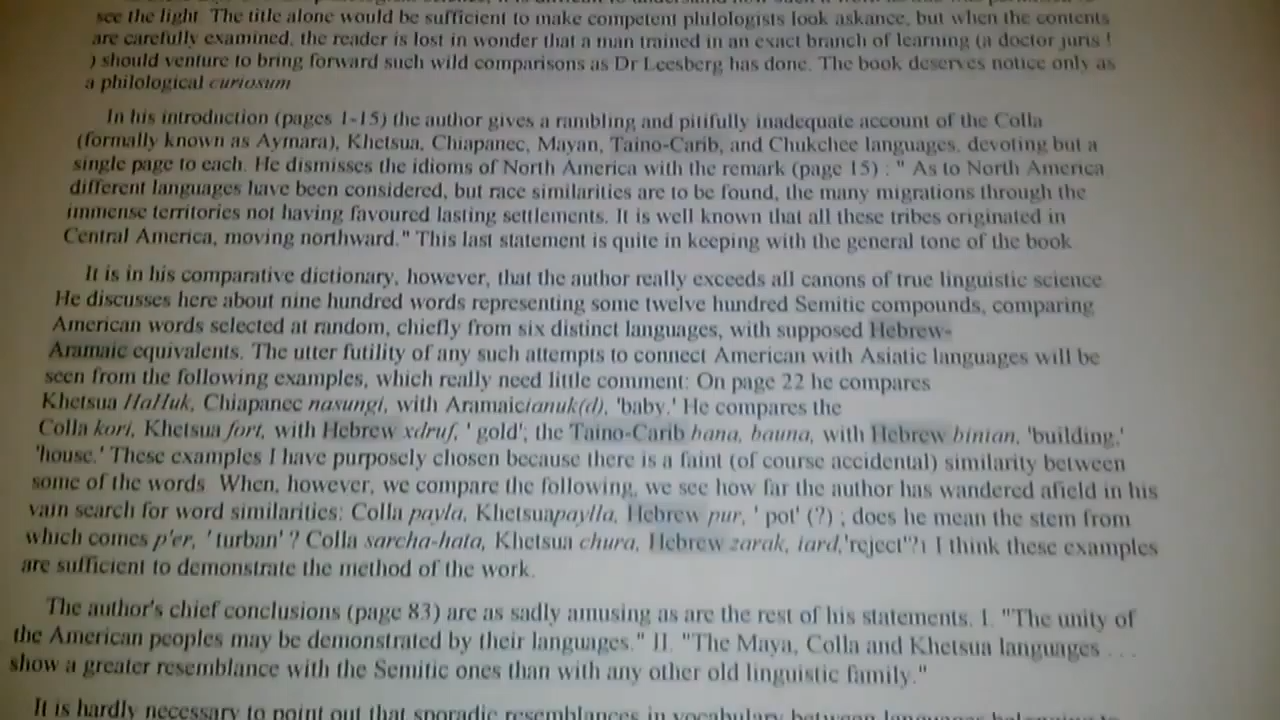 see the light. The title alone would be sufficient to make competent philologists look askance, but when the contents
are carefully examined, the reader is lost in wonder that a man trained in an exact branch of learning (a doctor juris !
) should venture to bring forward such wild comparisons as Dr Leesberg has done. The book deserves notice only as
a philological curiosum
In his introduction (pages 1-15) the author gives a rambling and pitifully inadequate account of the Colla
(formally known as Aymara), Khetsua, Chiapanec, Mayan, Taino-Carib, and Chukchee languages, devoting but a
single page to each. He dismisses the idioms of North America with the remark (page 15) : " As to North America
different languages have been considered, but race similarities are to be found, the many migrations through the
immense territories not having favoured lasting settlements. It is well known that all these tribes originated in
Central America, moving northward." This last statement is quite in keeping with the general tone of the book
It is in his comparative dictionary, however, that the author really exceeds all canons of true linguistic science
He discusses here about nine hundred words representing some twelve hundred Semitic compounds, comparing
American words selected at random, chiefly from six distinct languages, with supposed Hebrew-
Aramaic equivalents. The utter futility of any such attempts to connect American with Asiatic languages will be
seen from the following examples, which really need little comment: On page 22 he compares
Khetsua Hal!uk, Chiapanec nasungi, with Aramaicianuk(d), 'baby.' He compares the
Colla kori, Khetsua fort, with Hebrew xdruf, ' gold'; the Taino-Carib bana, bauna, with Hebrew binian, 'building,'
'house.' These examples I have purposely chosen because there is a faint (of course accidental) similarity between
some of the words. When, however, we compare the following, we see how far the author has wandered afield in his
vain search for word similarities: Colla payla, Khetsuapaylla, Hebrew pur, ' pot' (?) ; does he mean the stem from
which comes p'er, ' turban' ? Colla sarcha-hata, Khetsua chura, Hebrew zarak, iard,'reject''?1 I think these examples
are sufficient to demonstrate the method of the work.
The author's chief conclusions (page 83) are as sadly amusing as are the rest of his statements. I. "The unity of
the American peoples may be demonstrated by their languages." II. "The Maya, Colla and Khetsua languages . . .
show a greater resemblance with the Semitic ones than with any other old linguistic family."
It is hardly necessary to point out that sporadic resemblances in vocabulary between languages belonging to